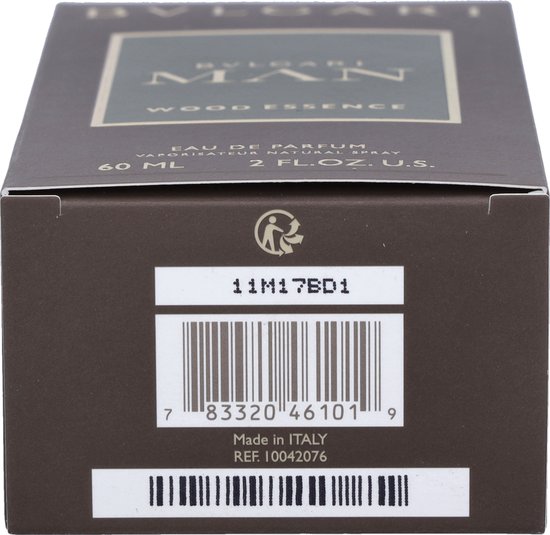 BVLGARI
BVLGARI
MAN
WOOD ESSENCE
EAU DE PARFUM
VAPORISATEUR NATURAL SPRAY
60 ML 2 FL.OZ. U.S.
11M17BD1
7 83320 46101 9
Made in ITALY
REF. 10042076